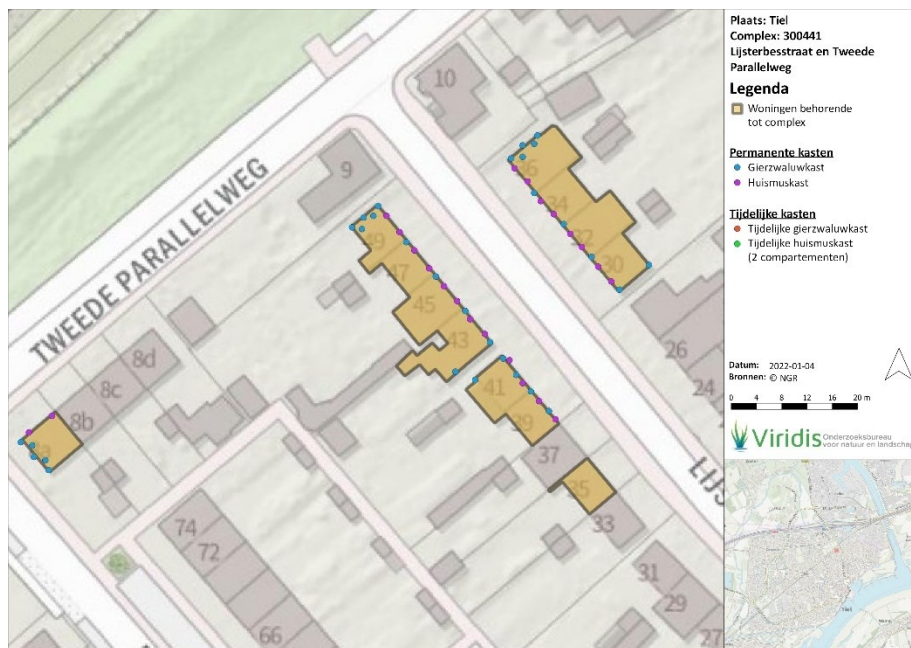 Plaats: Tiel
Complex: 300441
Lijsterbesstraat en Tweede
Parallelweg
Legenda
Woningen behorende
tot complex
Permanente kasten
Gierzwaluwkast
Huismuskast
Tijdelijke kasten
Tijdelijke gierzwaluwkast
Tijdelijke huismuskast
(2 compartementen)
Datum: 2022-01-04
Bronnen: © NGR
0 4 8 12 16 20 m
Viridis
Onderzoeksbureau
voor natuur en landschap
Tiel
TWEEDE PARALLELWEG
LIJS
10
9
36
34
32
30
49
47
45
43
41
39
37
35
33
31
29
27
26
24
8d
8c
8b
8a
74
72
66